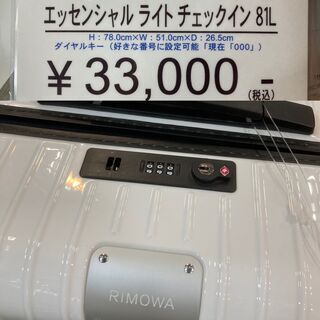 エッセンシャル ライト チェックイン 81L
H：78.0cm×W：51.0cm×D：26.5cm
ダイヤルキー（好きな番号に設定可能「現在「000」）
￥33,000-
（税込）
RIMOWA